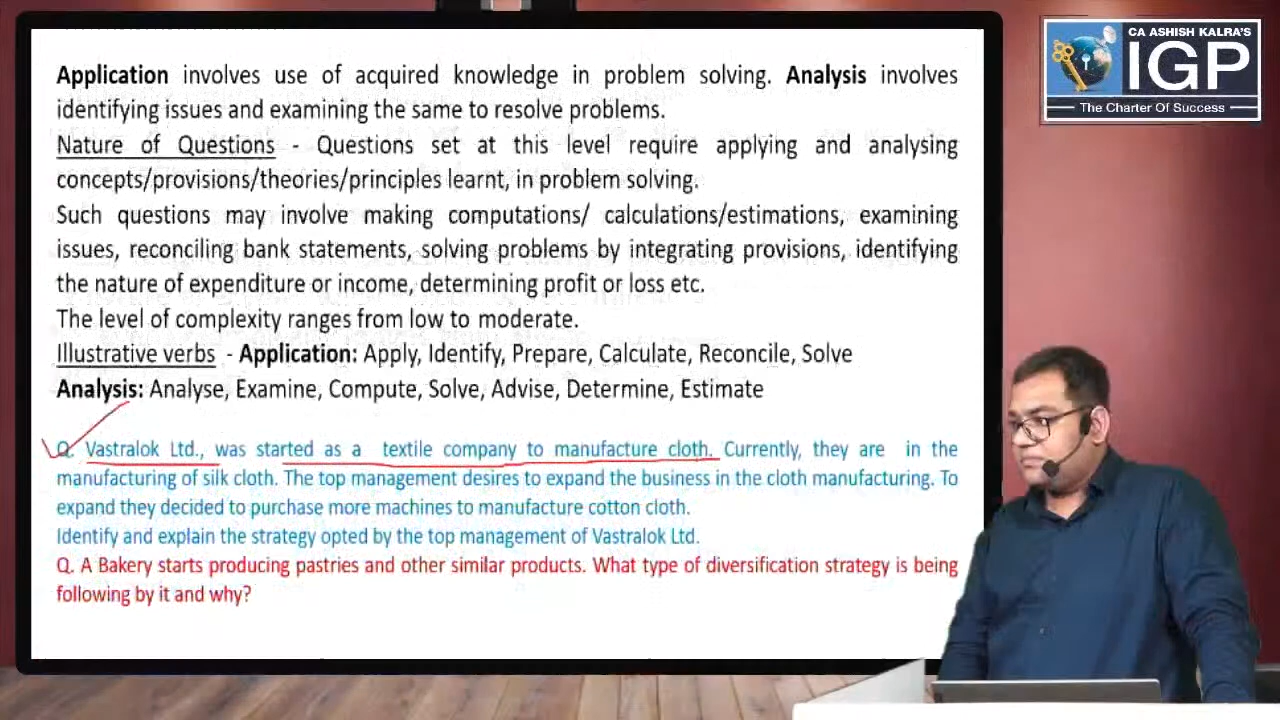 CA ASHISH KALRA'S
IGP
The Charter Of Success
Application involves use of acquired knowledge in problem solving. Analysis involves
identifying issues and examining the same to resolve problems.
Nature of Questions - Questions set at this level require applying and analysing
concepts/provisions/theories/principles learnt, in problem solving.
Such questions may involve making computations/ calculations/estimations, examining
issues, reconciling bank statements, solving problems by integrating provisions, identifying
the nature of expenditure or income, determining profit or loss etc.
The level of complexity ranges from low to moderate.
Illustrative verbs - Application: Apply, Identify, Prepare, Calculate, Reconcile, Solve
Analysis: Analyse, Examine, Compute, Solve, Advise, Determine, Estimate
Q. Vastralok Ltd., was started as a textile company to manufacture cloth. Currently, they are in the
manufacturing of silk cloth. The top management desires to expand the business in the cloth manufacturing. To
expand they decided to purchase more machines to manufacture cotton cloth.
Identify and explain the strategy opted by the top management of Vastralok Ltd.
Q. A Bakery starts producing pastries and other similar products. What type of diversification strategy is being
following by it and why?